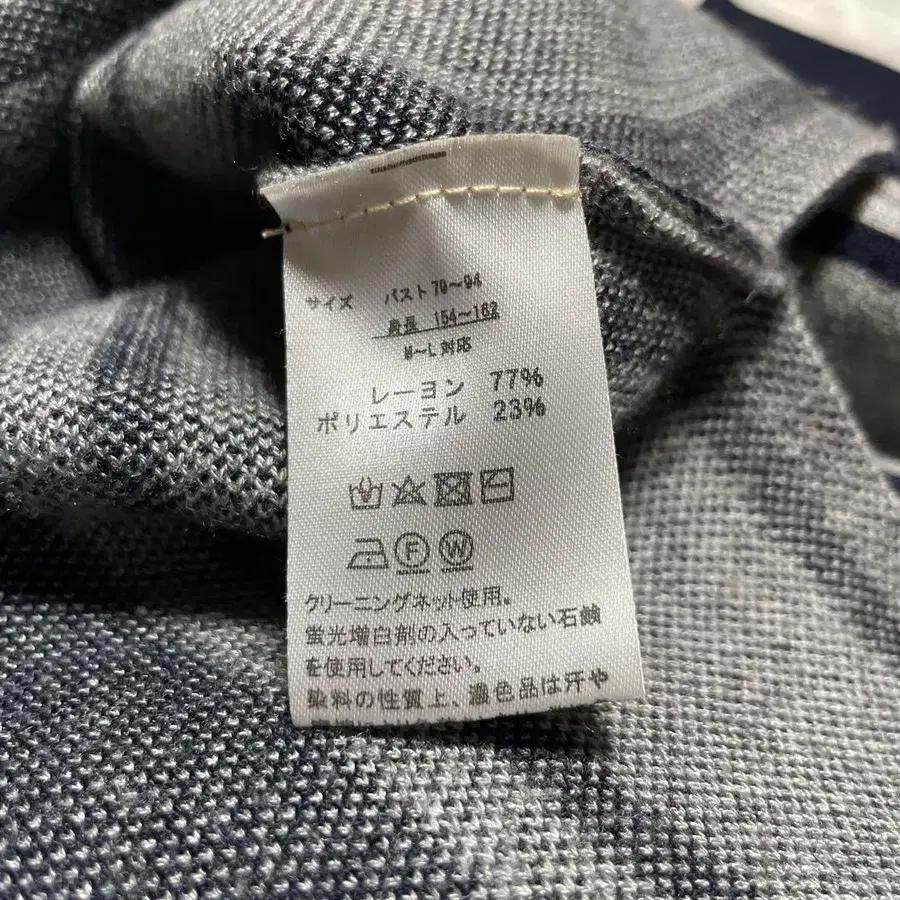 サイズ バスト79〜94
身長 154〜162
M〜L対応
レーヨン 77%
ポリエステル 23%
F W
クリーニングネット使用。
蛍光増白剤の入っていない石鹸
を使用してください。
染料の性質上、濃色品は汗や